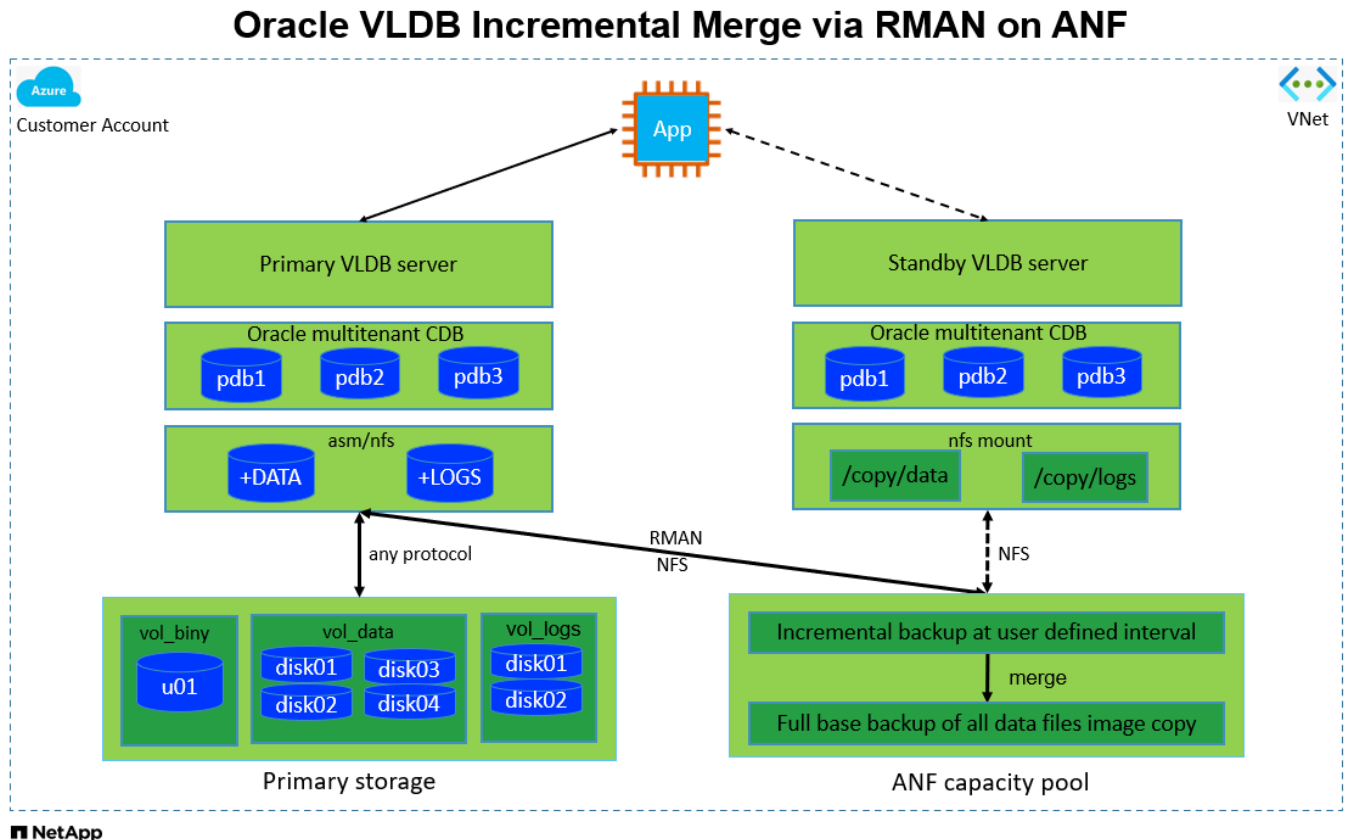 Oracle VLDB Incremental Merge via RMAN on ANF
Azure
Customer Account
VNet
App
Primary VLDB server
Standby VLDB server
Oracle multitenant CDB
pdb1
pdb2
pdb3
Oracle multitenant CDB
pdb1
pdb2
pdb3
asm/nfs
+DATA
+LOGS
nfs mount
/copy/data
/copy/logs
any protocol
RMAN
NFS
NFS
vol_biny
u01
vol_data
disk01
disk03
disk02
disk04
vol_logs
disk01
disk02
Primary storage
Incremental backup at user defined interval
merge
Full base backup of all data files image copy
ANF capacity pool
NetApp